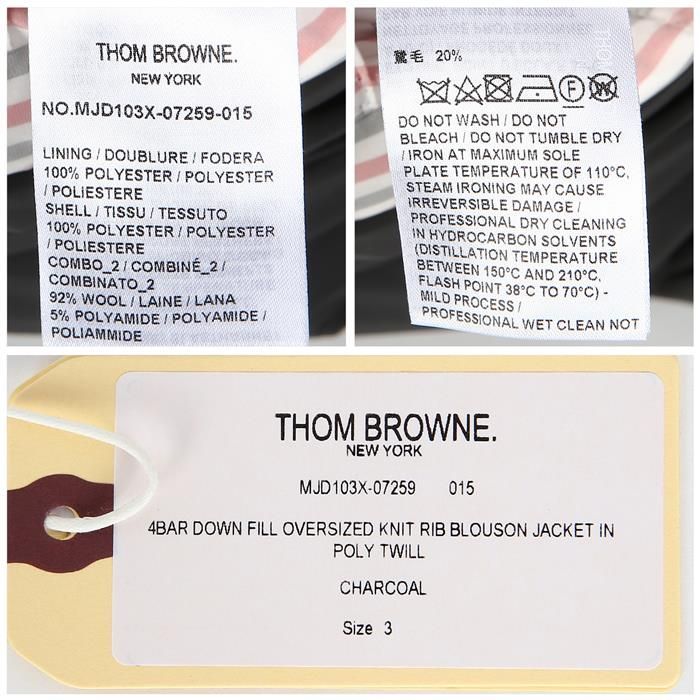 THOM BROWNE.
NEW YORK
NO.MJD103X-07259-015
LINING / DOUBLURE / FODERA
100% POLYESTER / POLYESTER
/ POLIESTERE
SHELL / TISSU / TESSUTO
100% POLYESTER / POLYESTER
/ POLIESTERE
COMBO_2 / COMBINÉ_2 /
COMBINATO_2
92% WOOL / LAINE / LANA
5% POLYAMIDE / POLYAMIDE /
POLIAMMIDE
鵞毛 20%
DO NOT WASH / DO NOT
BLEACH / DO NOT TUMBLE DRY
/ IRON AT MAXIMUM SOLE
PLATE TEMPERATURE OF 110°C,
STEAM IRONING MAY CAUSE
IRREVERSIBLE DAMAGE /
PROFESSIONAL DRY CLEANING
IN HYDROCARBON SOLVENTS
(DISTILLATION TEMPERATURE
BETWEEN 150°C AND 210°C,
FLASH POINT 38°C TO 70°C) -
MILD PROCESS /
PROFESSIONAL WET CLEAN NOT
THOM BROWNE.
NEW YORK
MJD103X-07259 015
4BAR DOWN FILL OVERSIZED KNIT RIB BLOUSON JACKET IN
POLY TWILL
CHARCOAL
Size 3